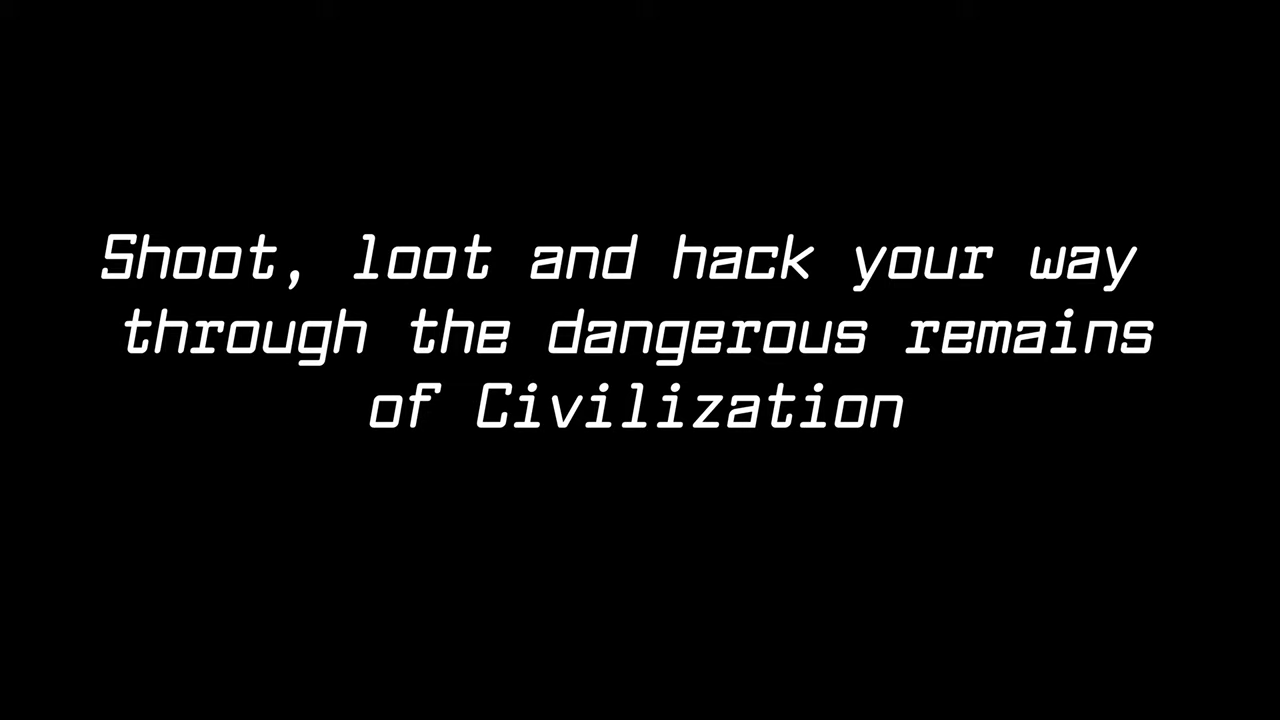 Shoot, loot and hack your way
through the dangerous remains
of Civilization